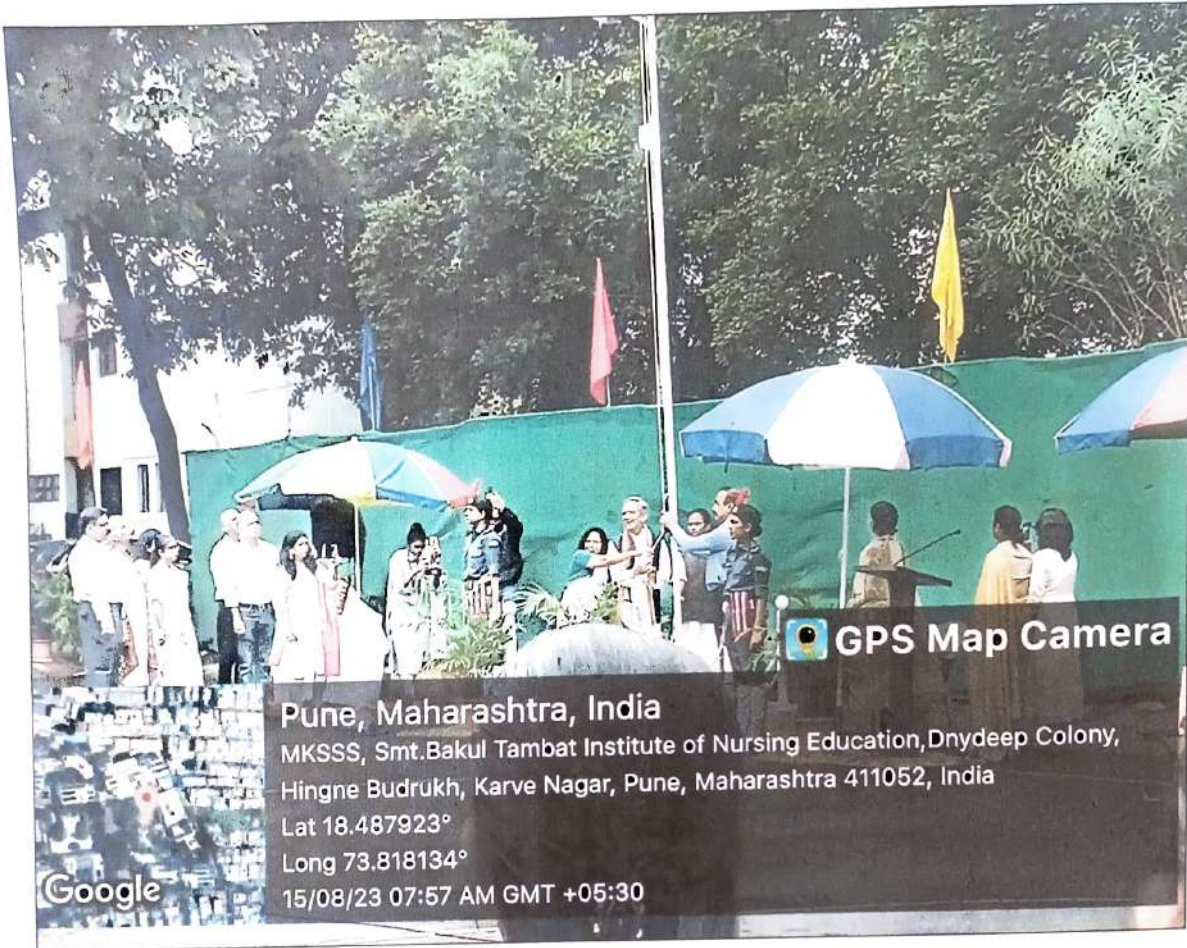 GPS Map Camera
Pune, Maharashtra, India
MKSSS, Smt.Bakul Tambat Institute of Nursing Education,Dnydeep Colony,
Hingne Budrukh, Karve Nagar, Pune, Maharashtra 411052, India
Lat 18.487923°
Long 73.818134°
15/08/23 07:57 AM GMT +05:30
Google